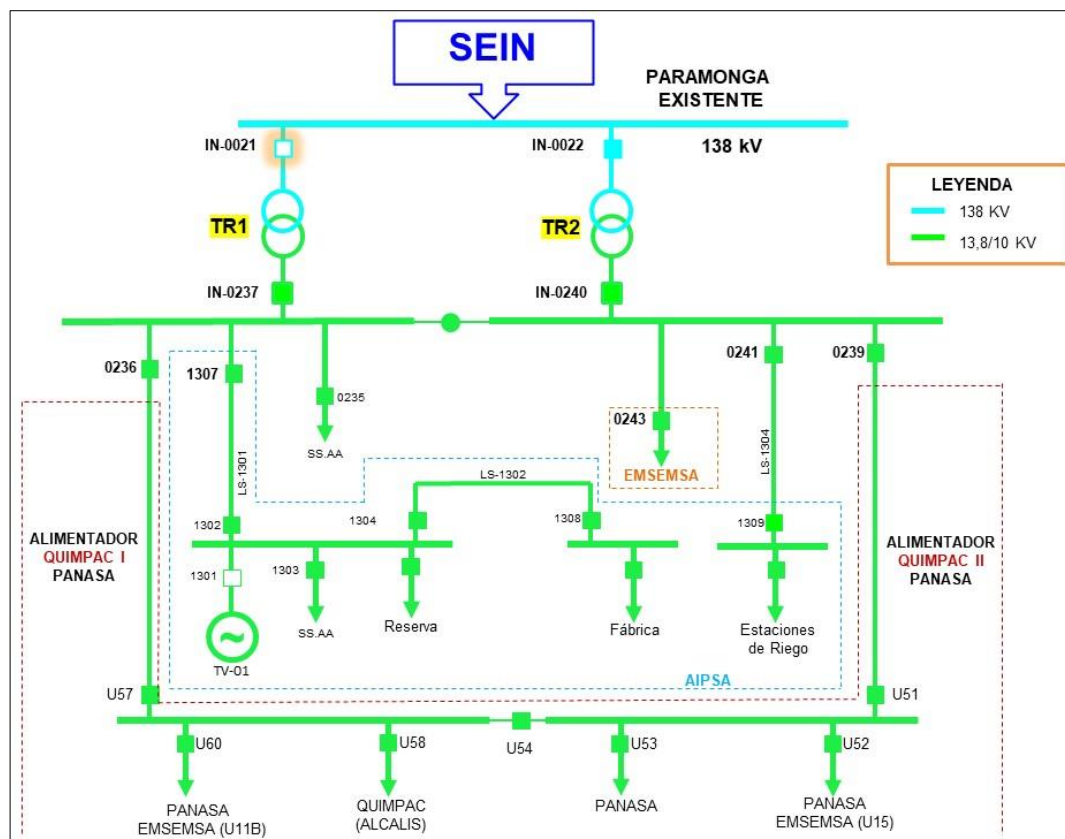 SEIN
PARAMONGA
EXISTENTE
IN-0021
IN-0022
138 kV
LEYENDA
138 KV
13,8/10 KV
TR1
TR2
IN-0237
IN-0240
0236
1307
0235
SS.AA
0243
EMSEMSA
0241
0239
LS-1301
LS-1304
LS-1302
1302
1304
1308
1309
ALIMENTADOR
QUIMPAC I
PANASA
ALIMENTADOR
QUIMPAC II
PANASA
1301
1303
SS.AA
Reserva
Fábrica
Estaciones
de Riego
TV-01
AIPSA
U57
U51
U60
U58
U54
U53
U52
PANASA
EMSEMSA (U11B)
QUIMPAC
(ALCALIS)
PANASA
PANASA
EMSEMSA (U15)